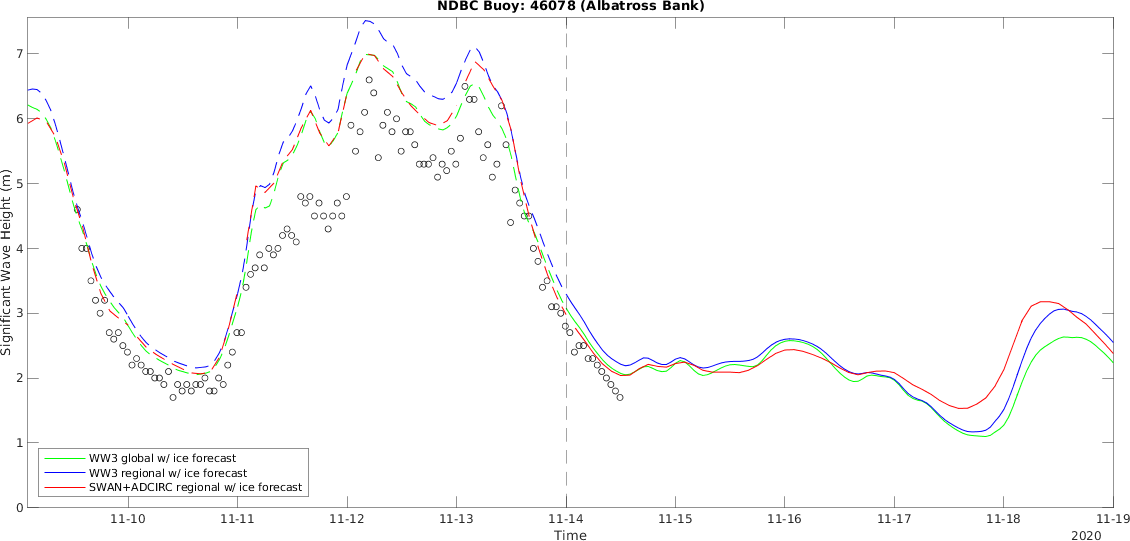 NDBC Buoy: 46078 (Albatross Bank)
Significant Wave Height (m)
7
6
5
4
3
2
1
0
WW3 global w/ ice forecast
WW3 regional w/ ice forecast
SWAN+ADCIRC regional w/ ice forecast
11-10 11-11 11-12 11-13 11-14 11-15 11-16 11-17 11-18 11-19
Time
2020